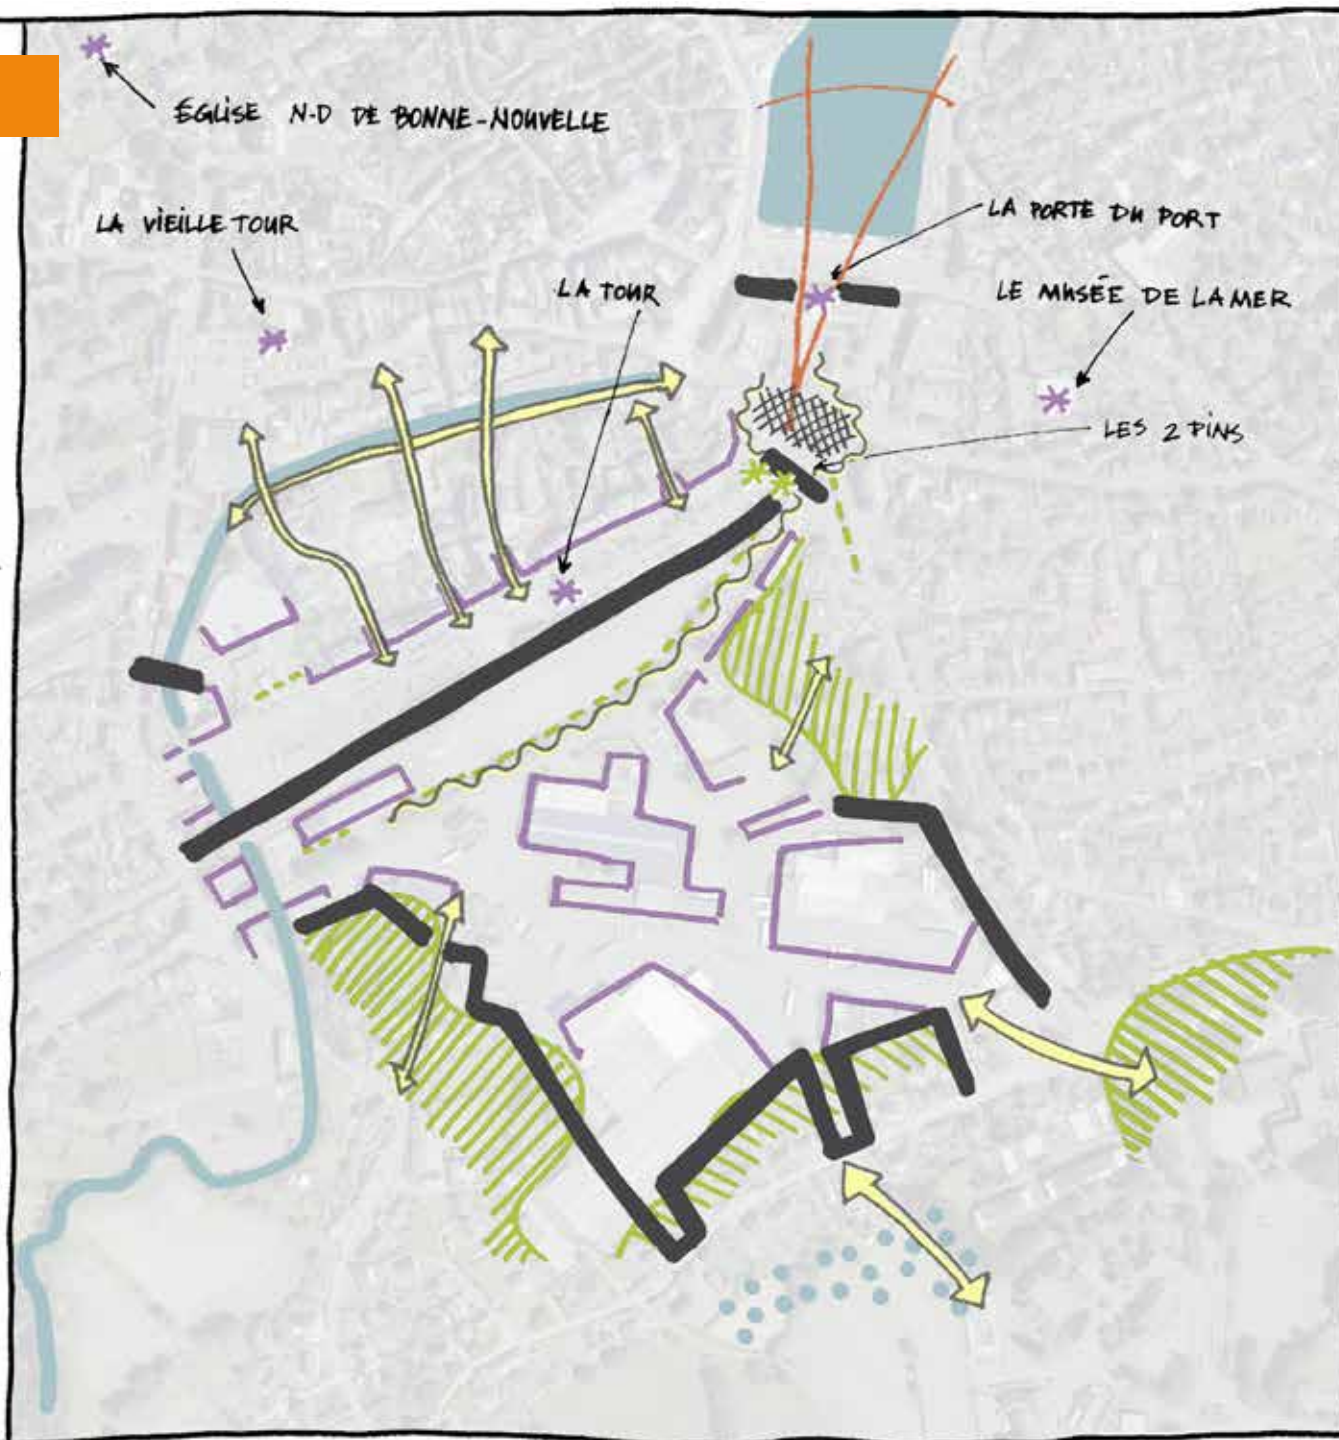 ÉGLISE N-D DE BONNE-NOUVELLE
LA VIEILLE TOUR
LA PORTE DU PORT
LA TOUR
LE MUSÉE DE LA MER
LES 2 PINS